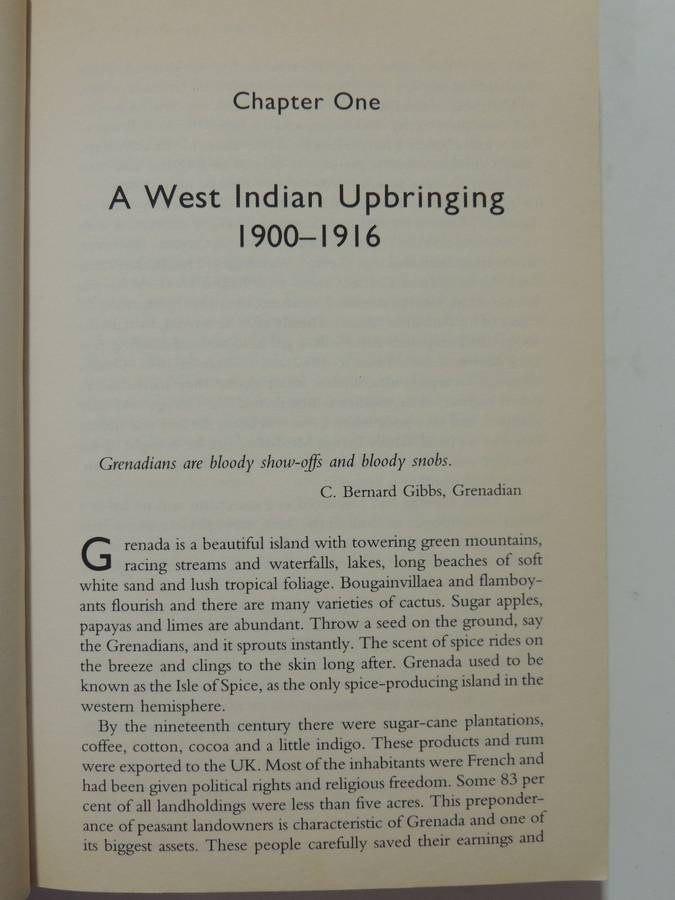 Chapter One
A West Indian Upbringing
1900–1916
Grenadians are bloody show-offs and bloody snobs.
C. Bernard Gibbs, Grenadian
Grenada is a beautiful island with towering green mountains,
racing streams and waterfalls, lakes, long beaches of soft
white sand and lush tropical foliage. Bougainvillaea and flamboy-
ants flourish and there are many varieties of cactus. Sugar apples,
papayas and limes are abundant. Throw a seed on the ground, say
the Grenadians, and it sprouts instantly. The scent of spice rides on
the breeze and clings to the skin long after. Grenada used to be
known as the Isle of Spice, as the only spice-producing island in the
western hemisphere.
By the nineteenth century there were sugar-cane plantations,
coffee, cotton, cocoa and a little indigo. These products and rum
were exported to the UK. Most of the inhabitants were French and
had been given political rights and religious freedom. Some 83 per
cent of all landholdings were less than five acres. This preponder-
ance of peasant landowners is characteristic of Grenada and one of
its biggest assets. These people carefully saved their earnings and